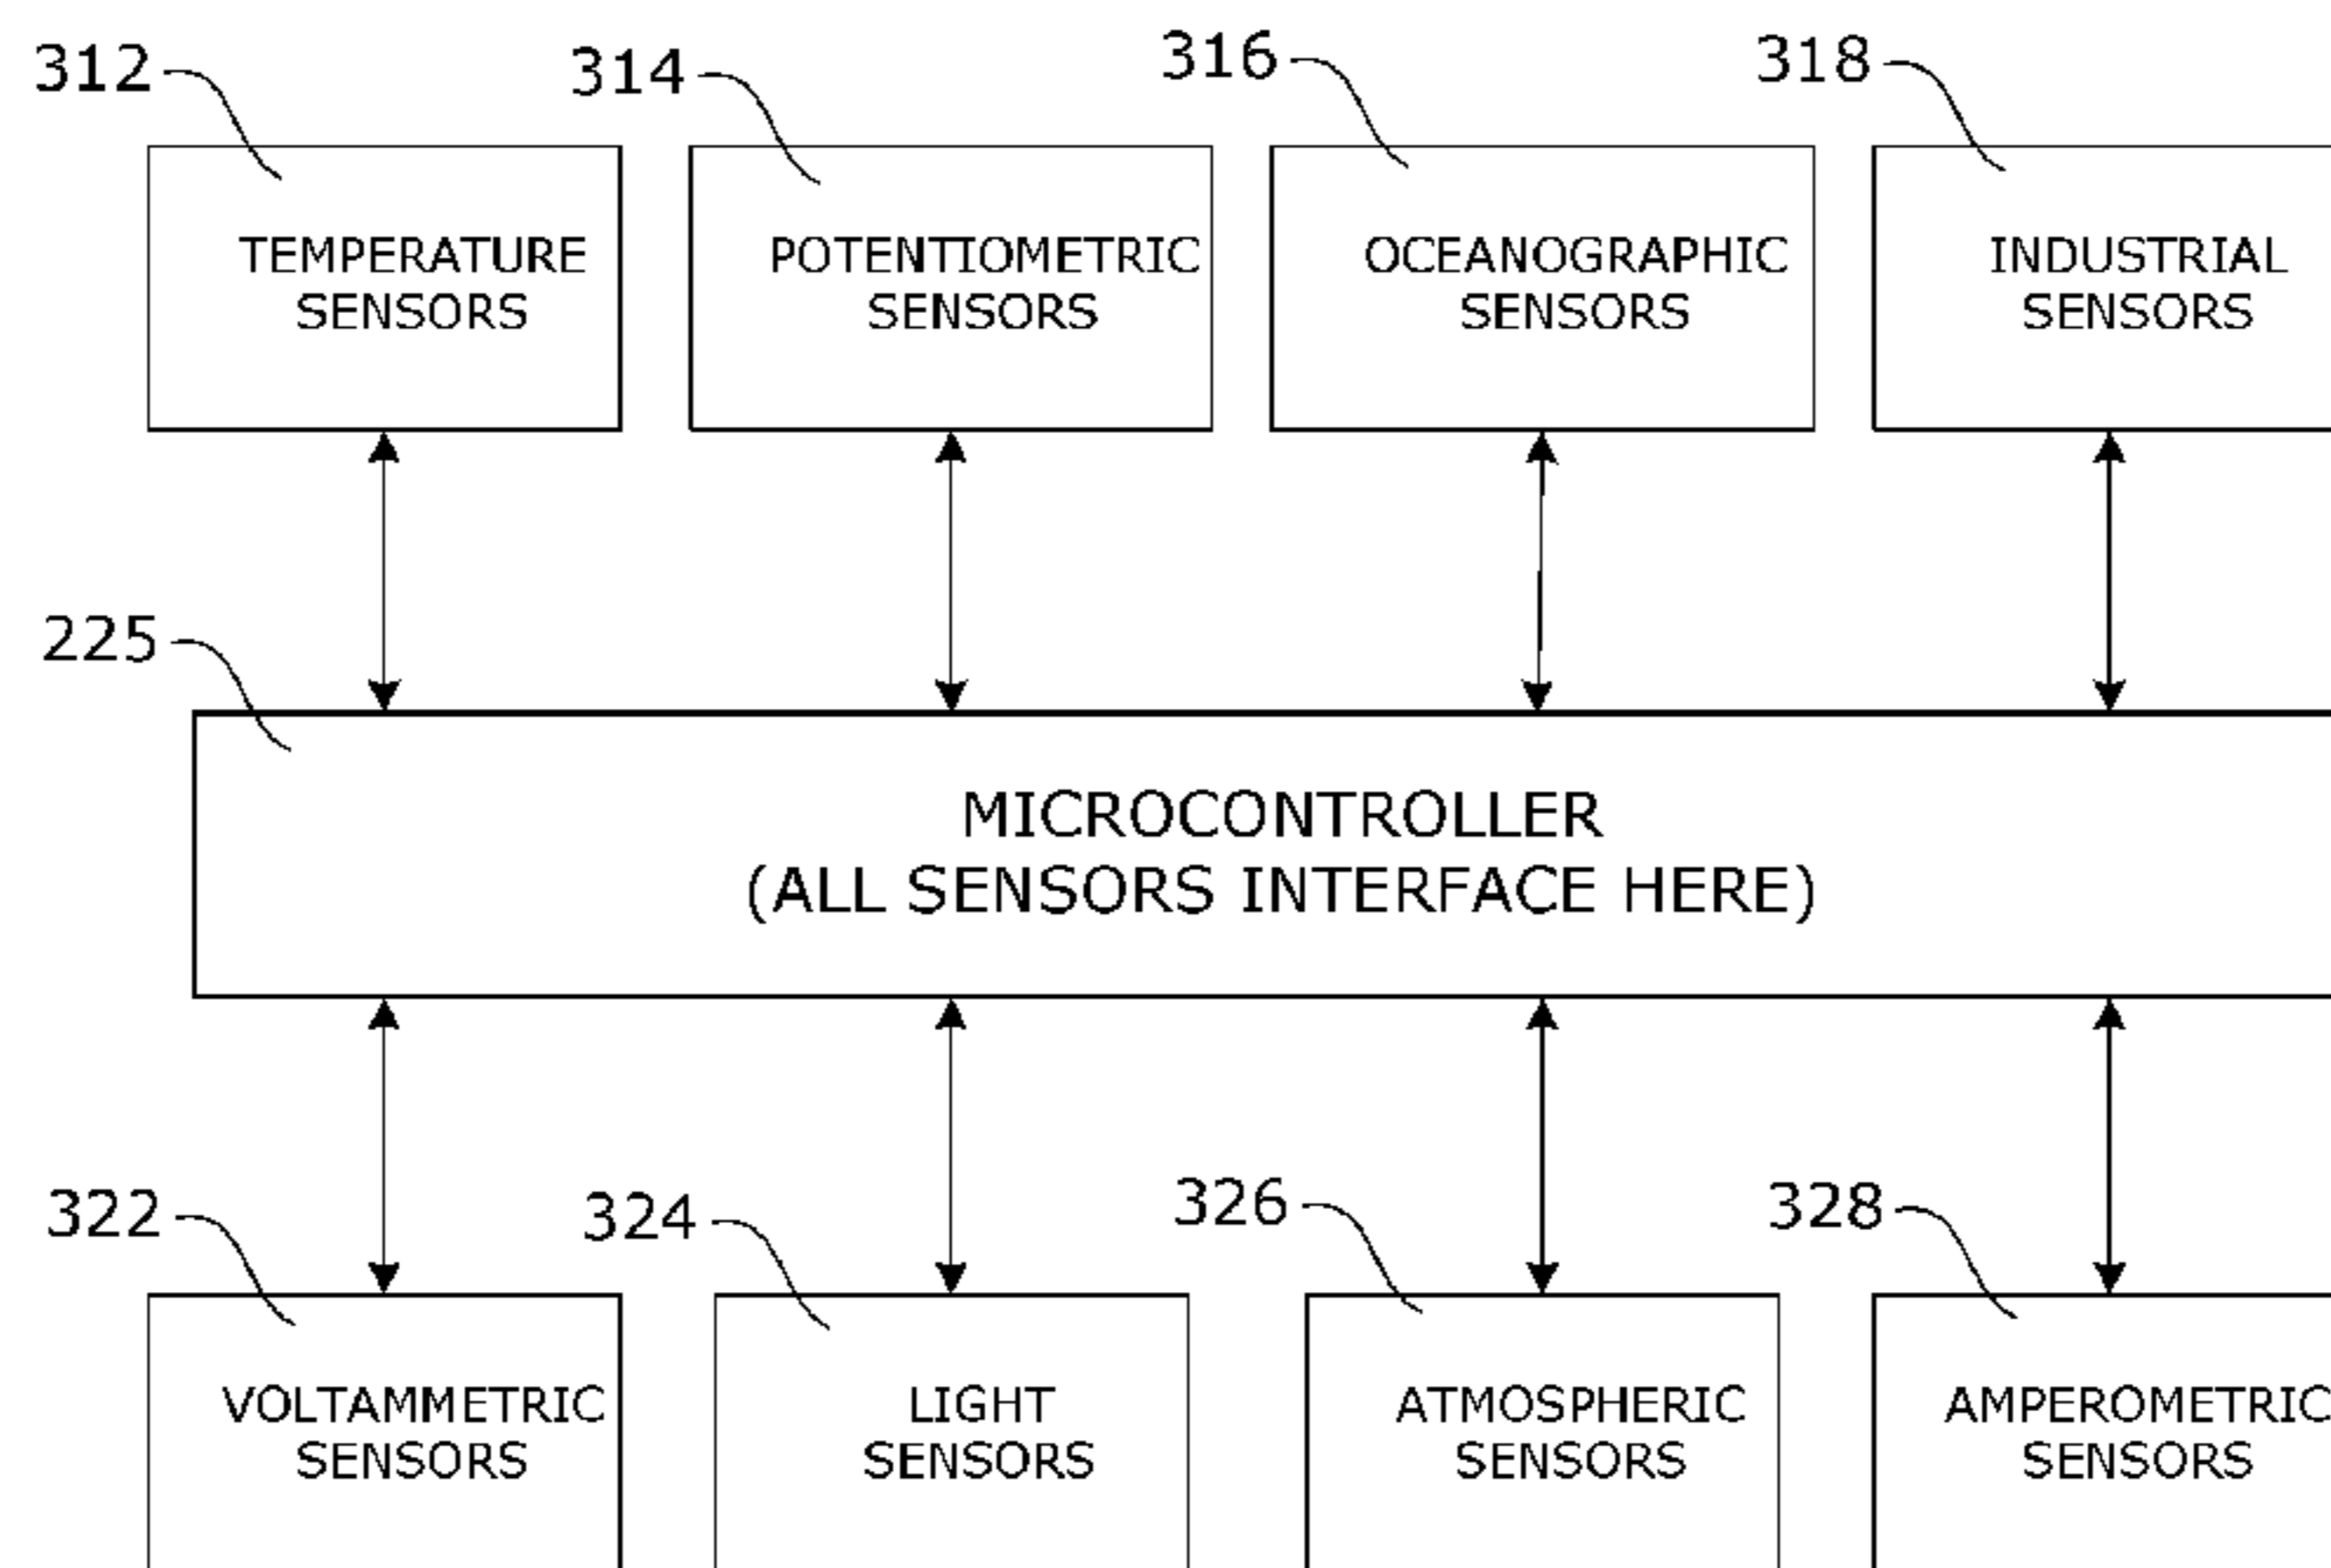 312
314
316
318
TEMPERATURE
SENSORS
POTENTIOMETRIC
SENSORS
OCEANOGRAPHIC
SENSORS
INDUSTRIAL
SENSORS
225
MICROCONTROLLER
(ALL SENSORS INTERFACE HERE)
322
324
326
328
VOLTAMMETRIC
SENSORS
LIGHT
SENSORS
ATMOSPHERIC
SENSORS
AMPEROMETRIC
SENSORS